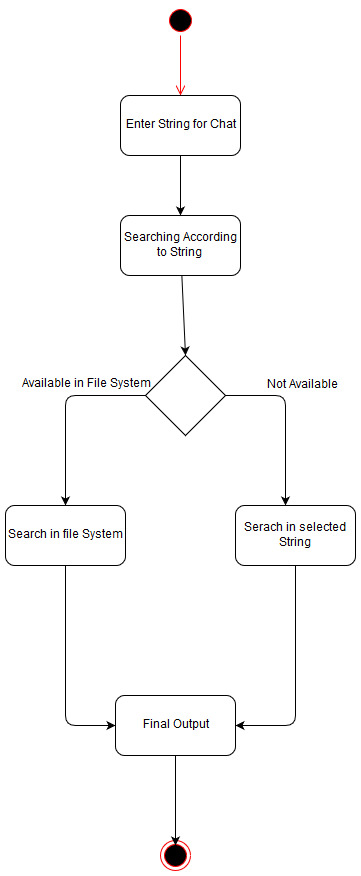 Enter String for Chat
Searching According
to String
Available in File System
Not Available
Search in file System
Serach in selected
String
Final Output